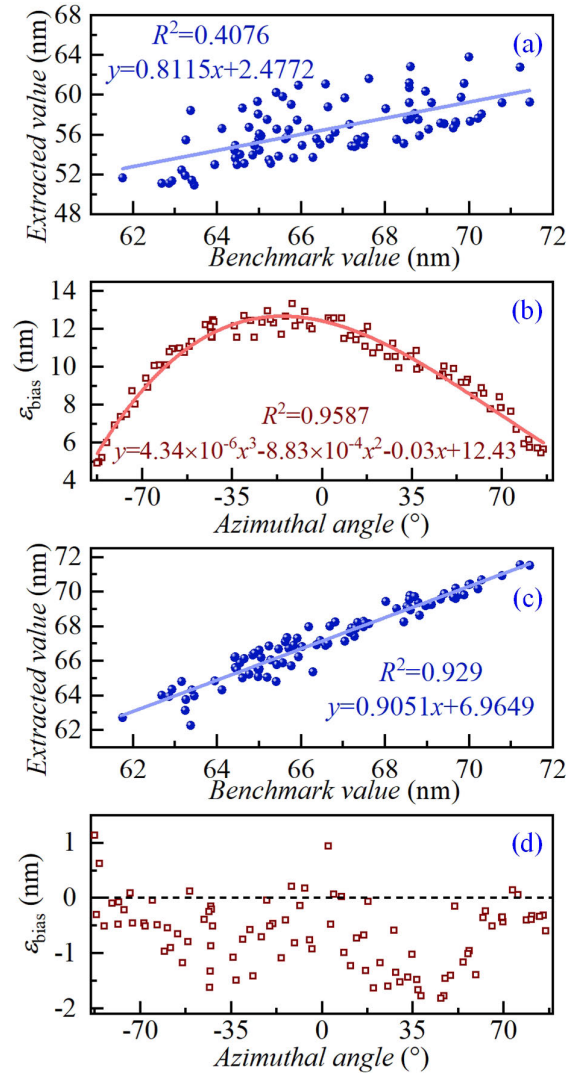 68
64
60
56
52
48
Extracted value (nm)
R²=0.4076
y=0.8115x+2.4772
(a)
62 64 66 68 70 72
Benchmark value (nm)
14
12
10
8
6
4
εbias (nm)
(b)
R²=0.9587
y=4.34×10⁻⁶x³-8.83×10⁻⁴x²-0.03x+12.43
-70 -35 0 35 70
Azimuthal angle (°)
72
70
68
66
64
62
Extracted value (nm)
(c)
R²=0.929
y=0.9051x+6.9649
62 64 66 68 70 72
Benchmark value (nm)
1
0
-1
-2
εbias (nm)
(d)
-70 -35 0 35 70
Azimuthal angle (°)